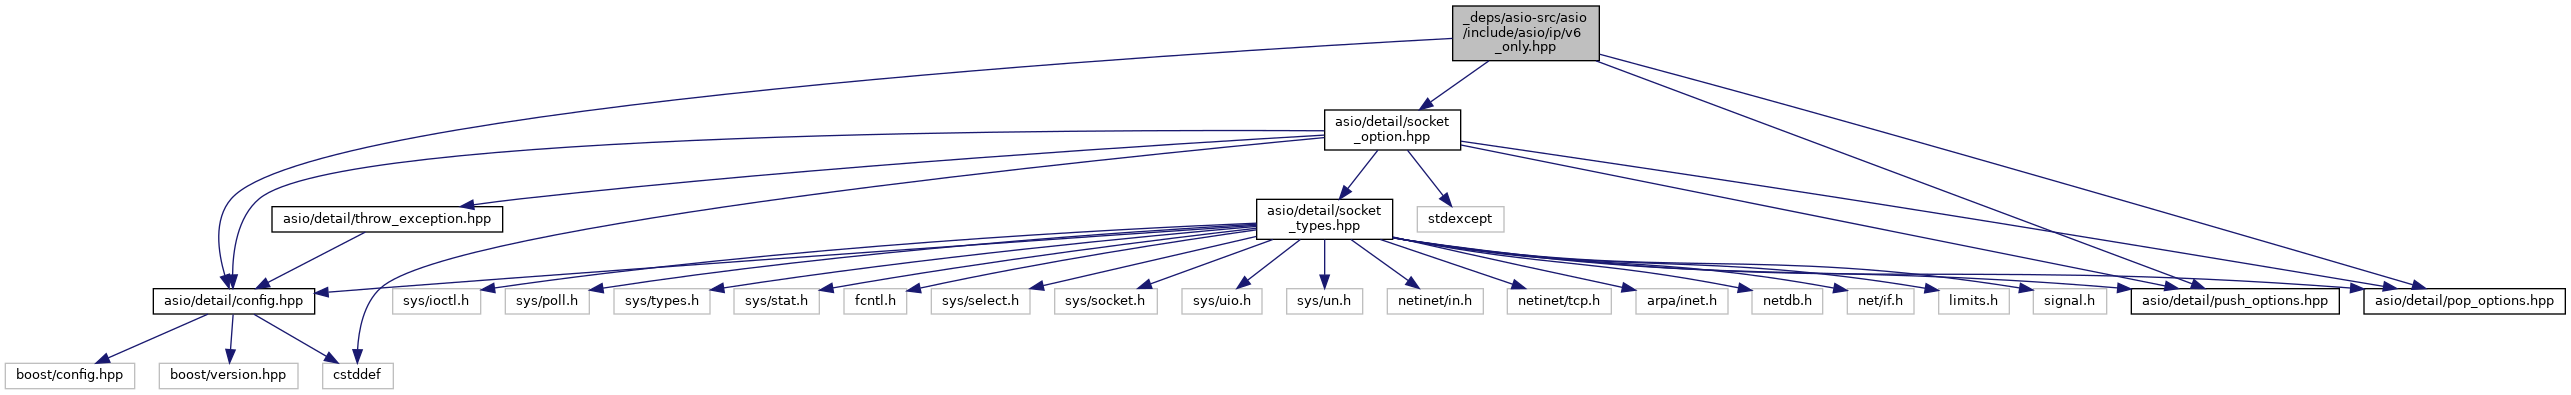 _deps/asio-src/asio
/include/asio/ip/v6
_only.hpp
asio/detail/socket
_option.hpp
asio/detail/throw_exception.hpp
asio/detail/socket
_types.hpp
stdexcept
asio/detail/config.hpp
sys/ioctl.h
sys/poll.h
sys/types.h
sys/stat.h
fcntl.h
sys/select.h
sys/socket.h
sys/uio.h
sys/un.h
netinet/in.h
netinet/tcp.h
arpa/inet.h
netdb.h
net/if.h
limits.h
signal.h
asio/detail/push_options.hpp
asio/detail/pop_options.hpp
boost/config.hpp
boost/version.hpp
cstddef